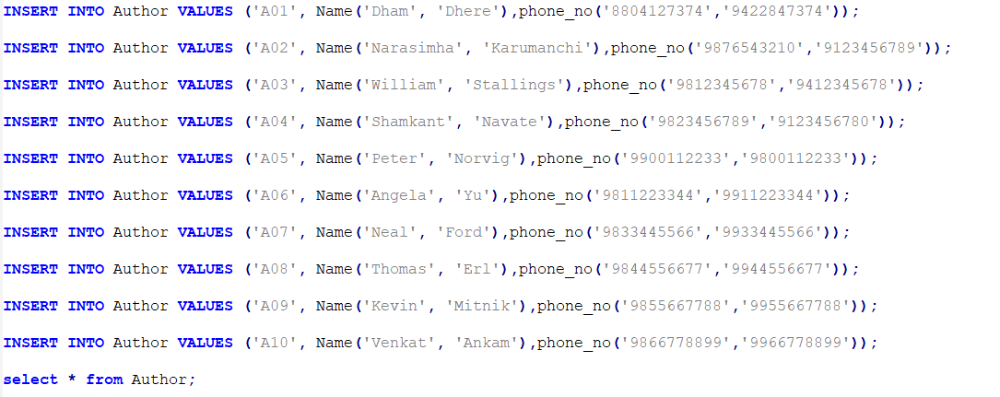 INSERT INTO Author VALUES ('A01', Name('Dham', 'Dhere'),phone_no('8804127374','9422847374'));
INSERT INTO Author VALUES ('A02', Name('Narasimha', 'Karumanchi'),phone_no('9876543210','9123456789'));
INSERT INTO Author VALUES ('A03', Name('William', 'Stallings'),phone_no('9812345678','9412345678'));
INSERT INTO Author VALUES ('A04', Name('Shamkant', 'Navate'),phone_no('9823456789','9123456780'));
INSERT INTO Author VALUES ('A05', Name('Peter', 'Norvig'),phone_no('9900112233','9800112233'));
INSERT INTO Author VALUES ('A06', Name('Angela', 'Yu'),phone_no('9811223344','9911223344'));
INSERT INTO Author VALUES ('A07', Name('Neal', 'Ford'),phone_no('9833445566','9933445566'));
INSERT INTO Author VALUES ('A08', Name('Thomas', 'Erl'),phone_no('9844556677','9944556677'));
INSERT INTO Author VALUES ('A09', Name('Kevin', 'Mitnik'),phone_no('9855667788','9955667788'));
INSERT INTO Author VALUES ('A10', Name('Venkat', 'Ankam'),phone_no('9866778899','9966778899'));
select * from Author;